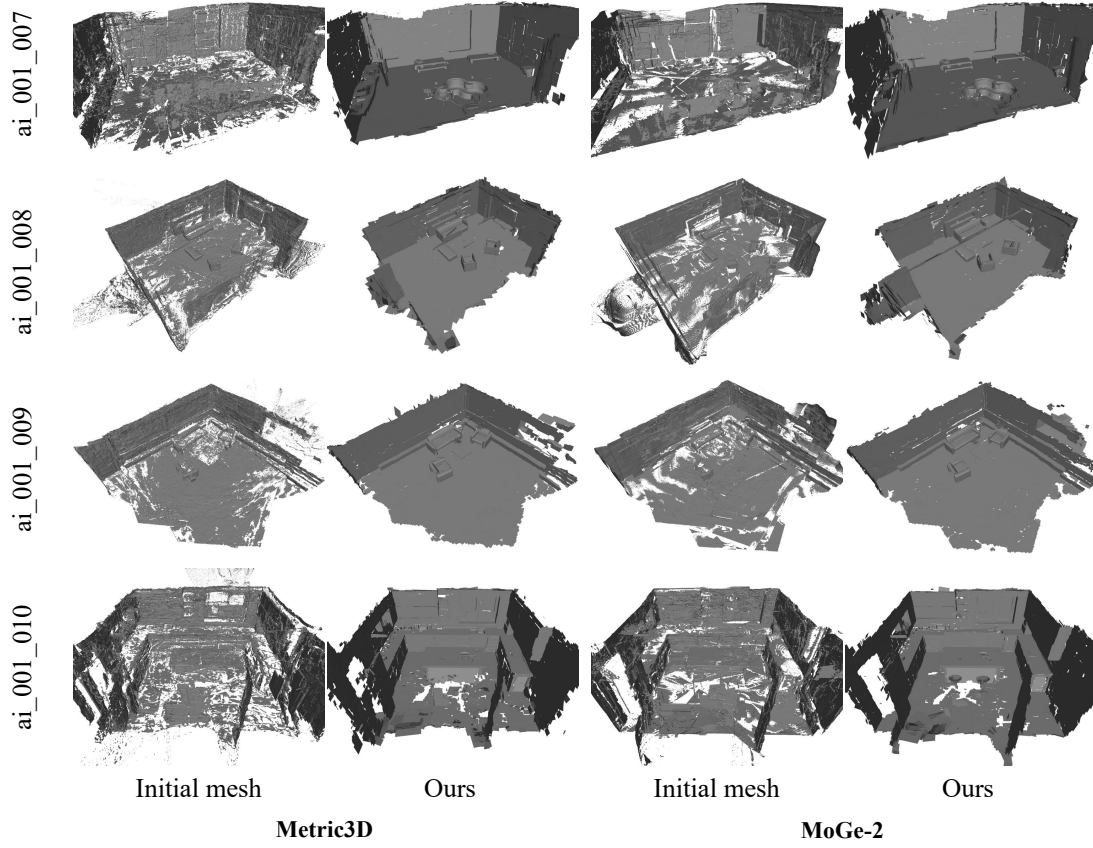 ai_001_007
ai_001_008
ai_001_009
ai_001_010
Initial mesh Ours Initial mesh Ours
Metric3D MoGe-2